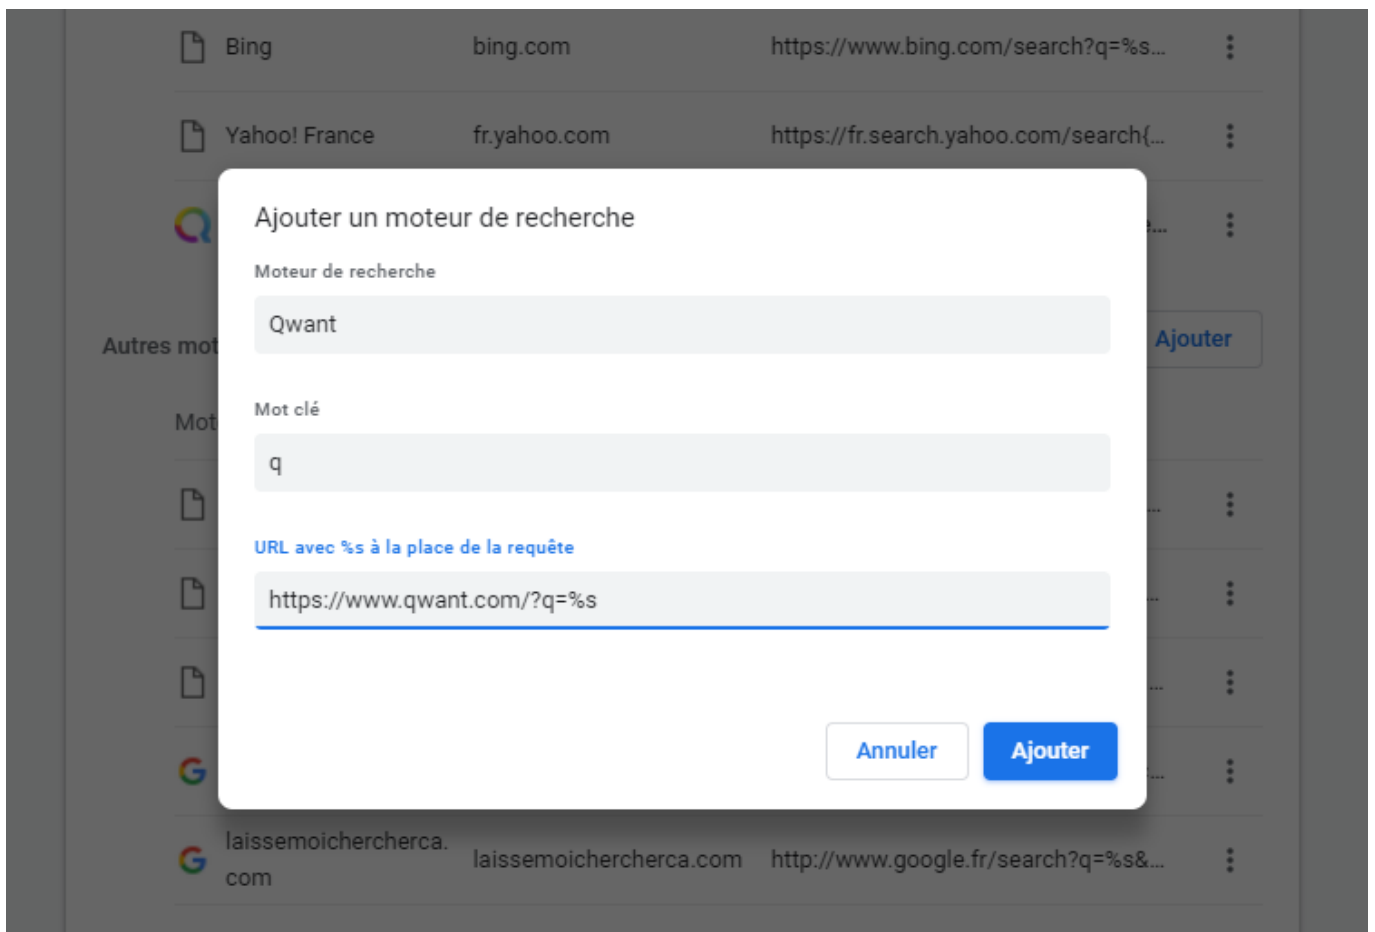 Bing bing.com https://www.bing.com/search?q=%s...
Yahoo! France fr.yahoo.com https://fr.search.yahoo.com/search{...
Ajouter un moteur de recherche
Moteur de recherche
Qwant
Autres mot
Ajouter
Mot clé
Mot
q
URL avec %s à la place de la requête
https://www.qwant.com/?q=%s
Annuler Ajouter
laissemoichercherca.
com
laissemoichercherca.com http://www.google.fr/search?q=%s&...